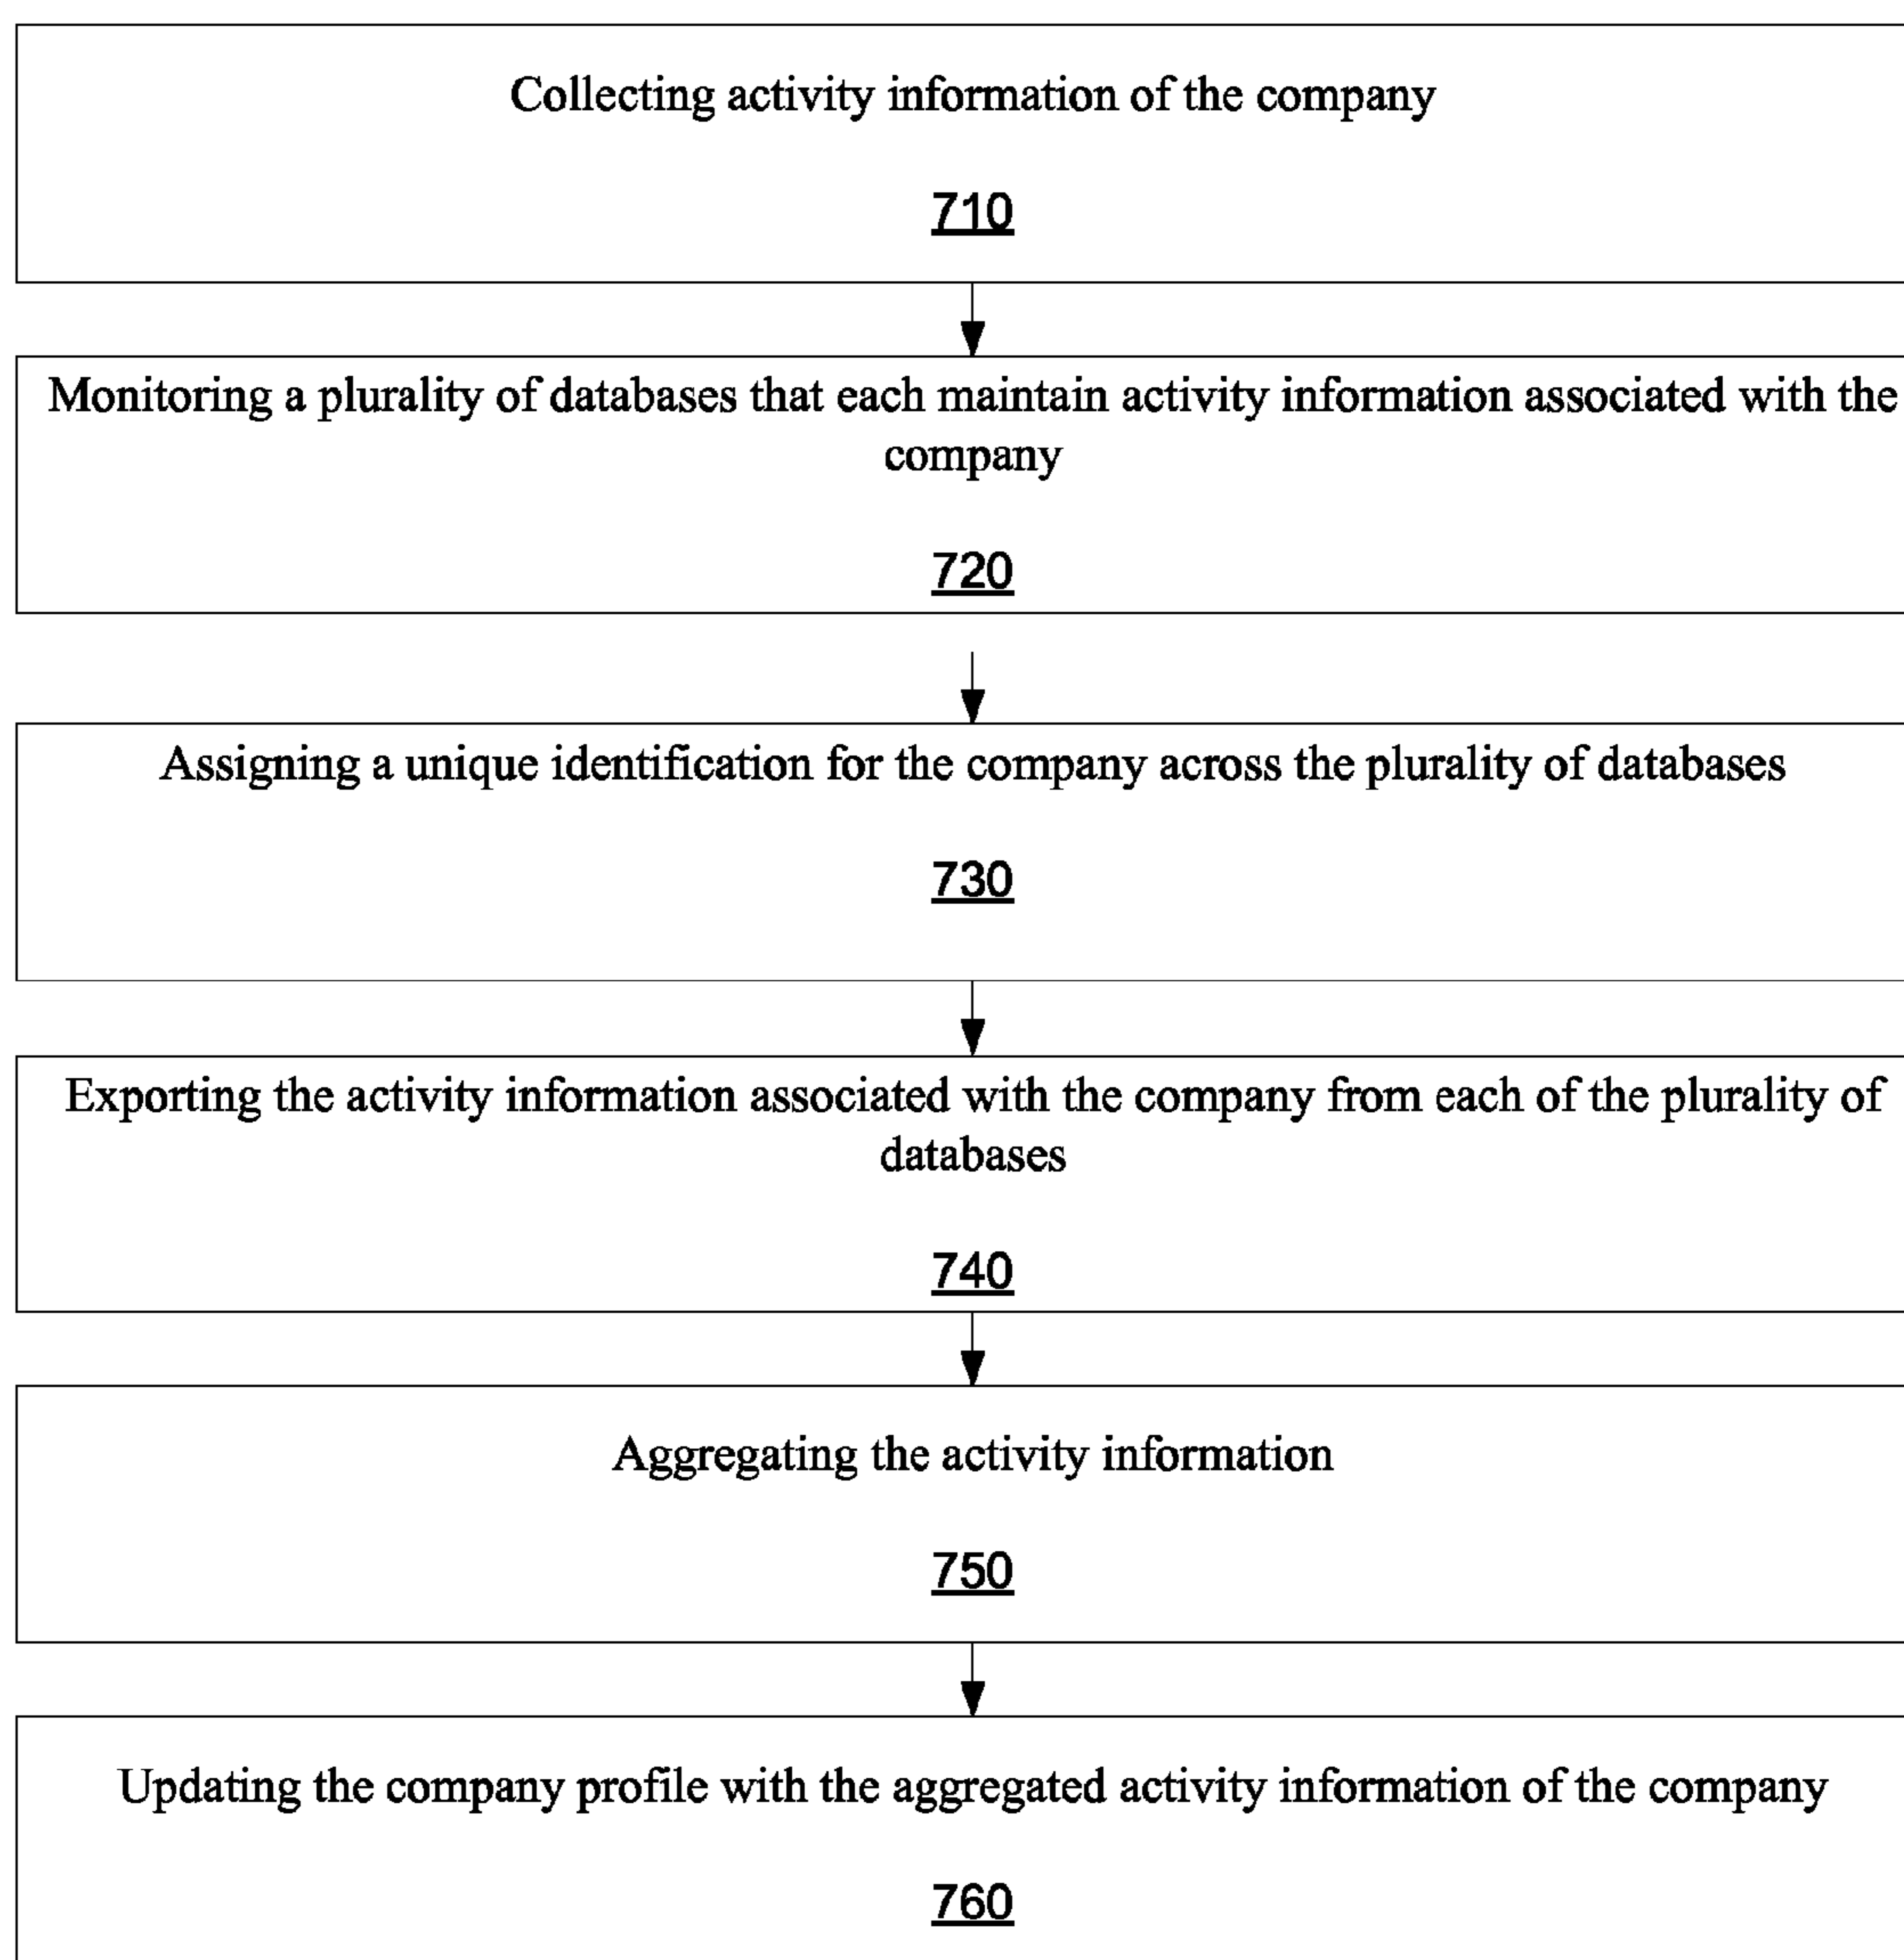 Collecting activity information of the company
710
Monitoring a plurality of databases that each maintain activity information associated with the
company
720
Assigning a unique identification for the company across the plurality of databases
730
Exporting the activity information associated with the company from each of the plurality of
databases
740
Aggregating the activity information
750
Updating the company profile with the aggregated activity information of the company
760